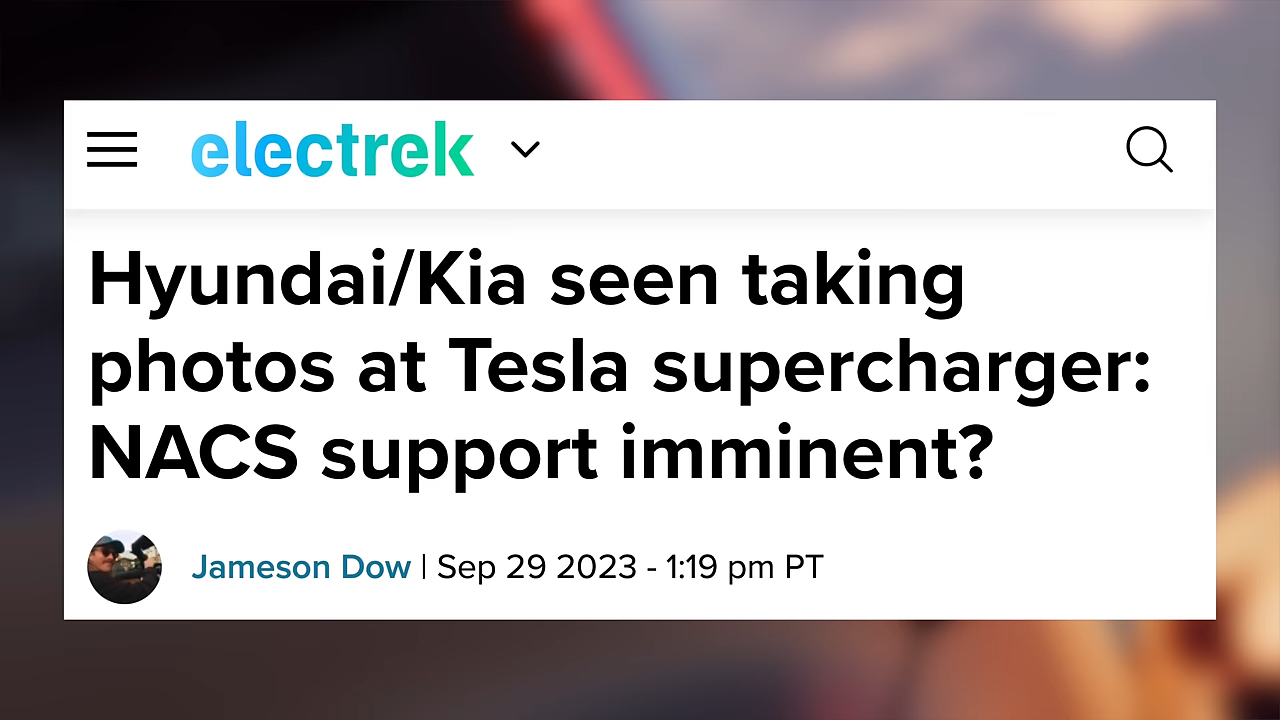 electrek
Hyundai/Kia seen taking
photos at Tesla supercharger:
NACS support imminent?
Jameson Dow | Sep 29 2023 - 1:19 pm PT